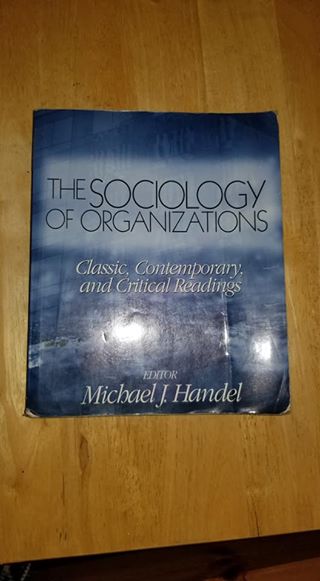 THE SOCIOLOGY
OF ORGANIZATIONS
Classic, Contemporary,
and Critical Readings
EDITOR
Michael J. Handel